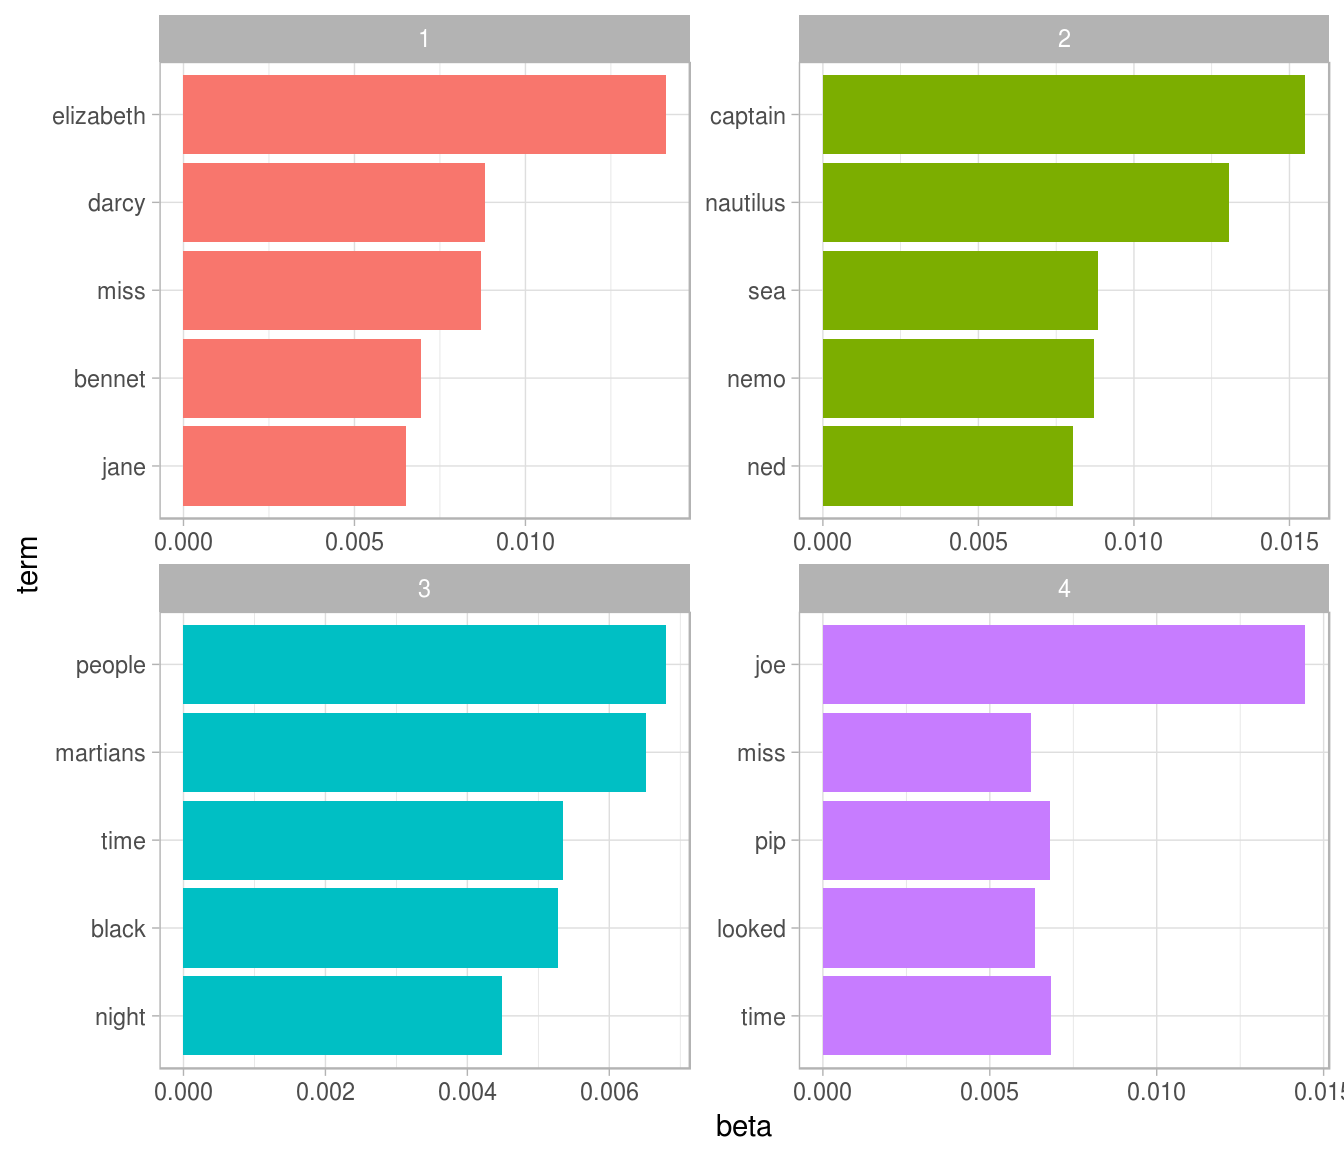 1
elizabeth
darcy
miss
bennet
jane
0.000 0.005 0.010
2
captain
nautilus
sea
nemo
ned
0.000 0.005 0.010 0.015
term
3
people
martians
time
black
night
0.000 0.002 0.004 0.006
4
joe
miss
pip
looked
time
0.000 0.005 0.010 0.015
beta